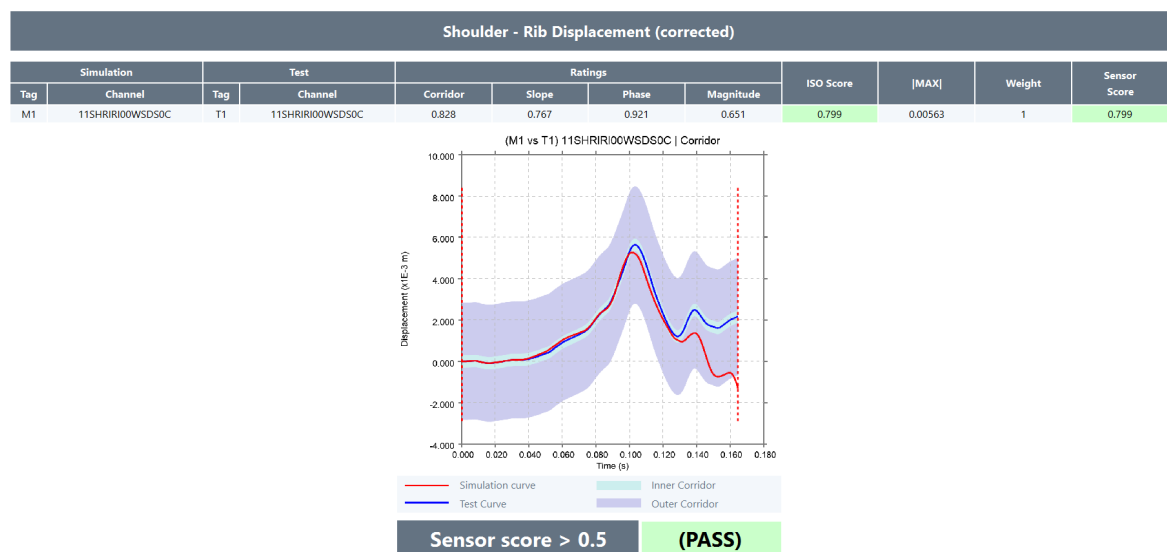 Shoulder - Rib Displacement (corrected)
Simulation Test Ratings ISO Score |MAX| Weight Sensor Score
Tag Channel Tag Channel Corridor Slope Phase Magnitude
M1 11SHRIRI00WSDS0C T1 11SHRIRI00WSDS0C 0.828 0.767 0.921 0.651 0.799 0.00563 1 0.799
(M1 vs T1) 11SHRIRI00WSDS0C | Corridor
10.000
8.000
6.000
4.000
2.000
0.000
-2.000
-4.000
Displacement (x1E-3 m)
0.000 0.020 0.040 0.060 0.080 0.100 0.120 0.140 0.160 0.180
Time (s)
Simulation curve Inner Corridor
Test Curve Outer Corridor
Sensor score > 0.5 (PASS)